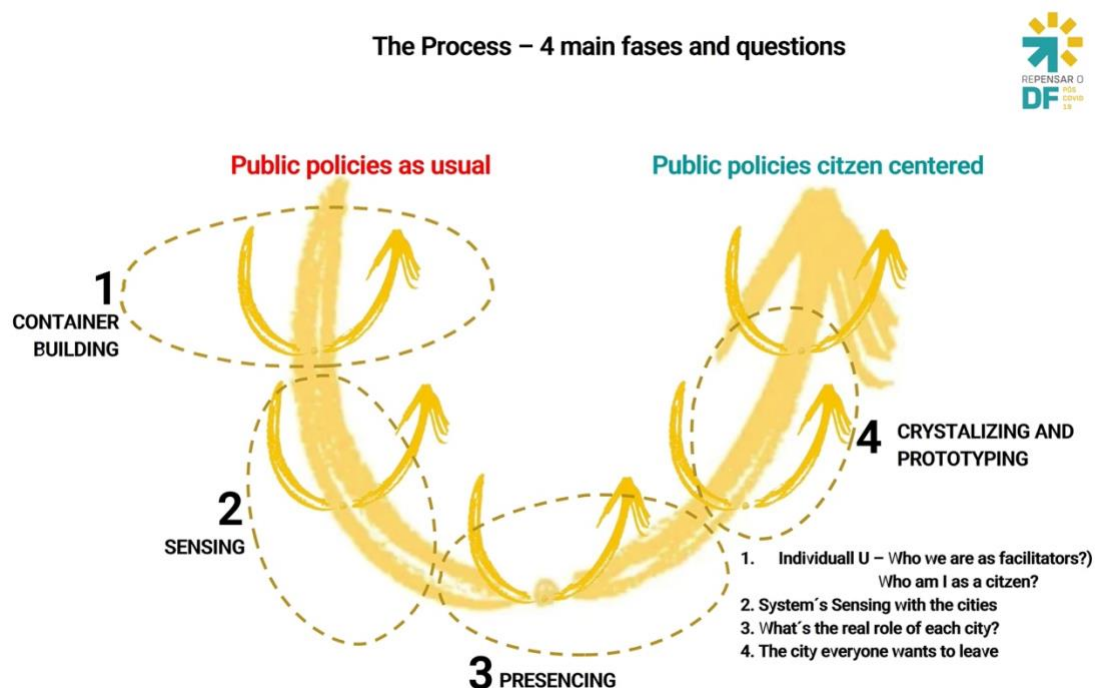 The Process – 4 main fases and questions
REPENSAR O
DF PÓS
COVID
19
Public policies as usual
Public policies citzen centered
1
CONTAINER
BUILDING
2
SENSING
3 PRESENCING
4 CRYSTALIZING AND
PROTOTYPING
1. Individuall U – Who we are as facilitators?)
Who am I as a citzen?
2. System´s Sensing with the cities
3. What´s the real role of each city?
4. The city everyone wants to leave